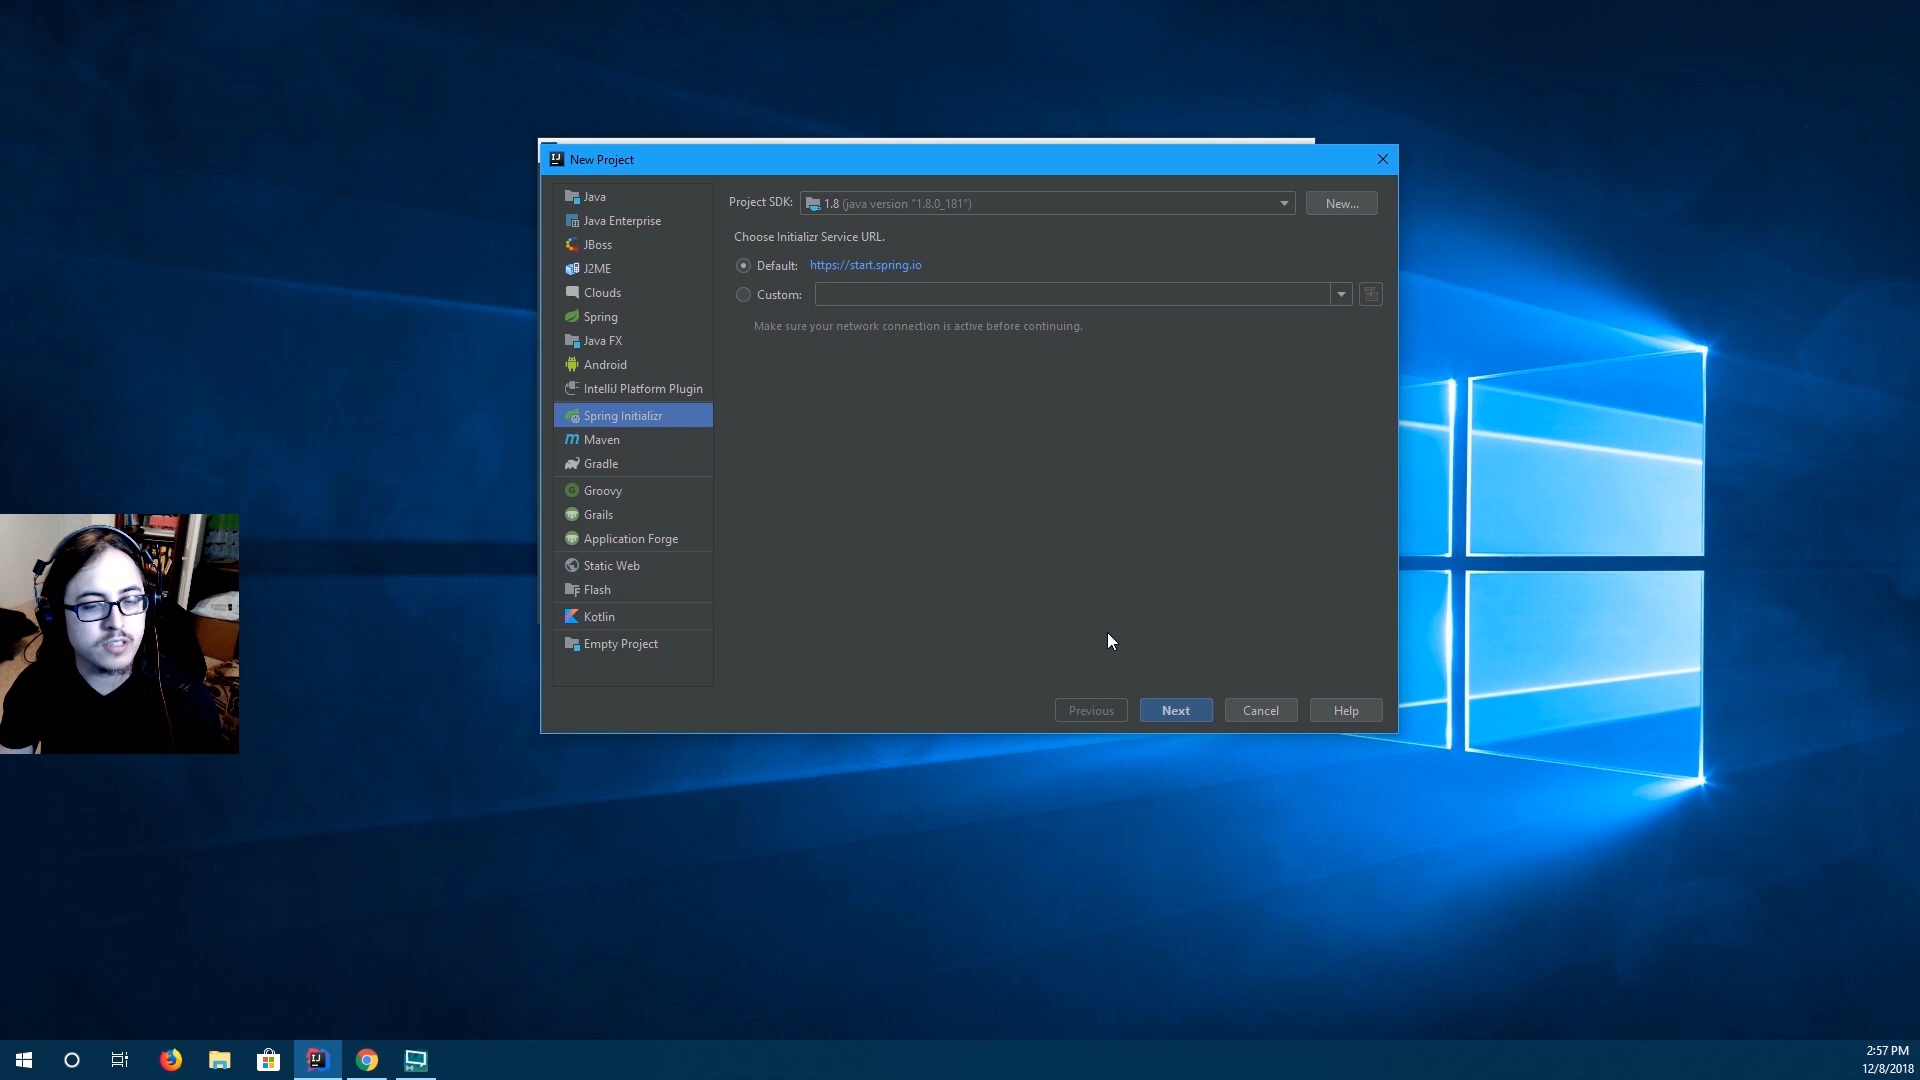 New Project
Java
Java Enterprise
JBoss
J2ME
Clouds
Spring
Java FX
Android
IntelliJ Platform Plugin
Spring Initializr
Maven
Gradle
Groovy
Grails
Application Forge
Static Web
Flash
Kotlin
Empty Project
Project SDK: 1.8 (java version "1.8.0_181") New...
Choose Initializr Service URL.
Default: https://start.spring.io
Custom:
Make sure your network connection is active before continuing.
Previous Next Cancel Help
2:57 PM
12/8/2018